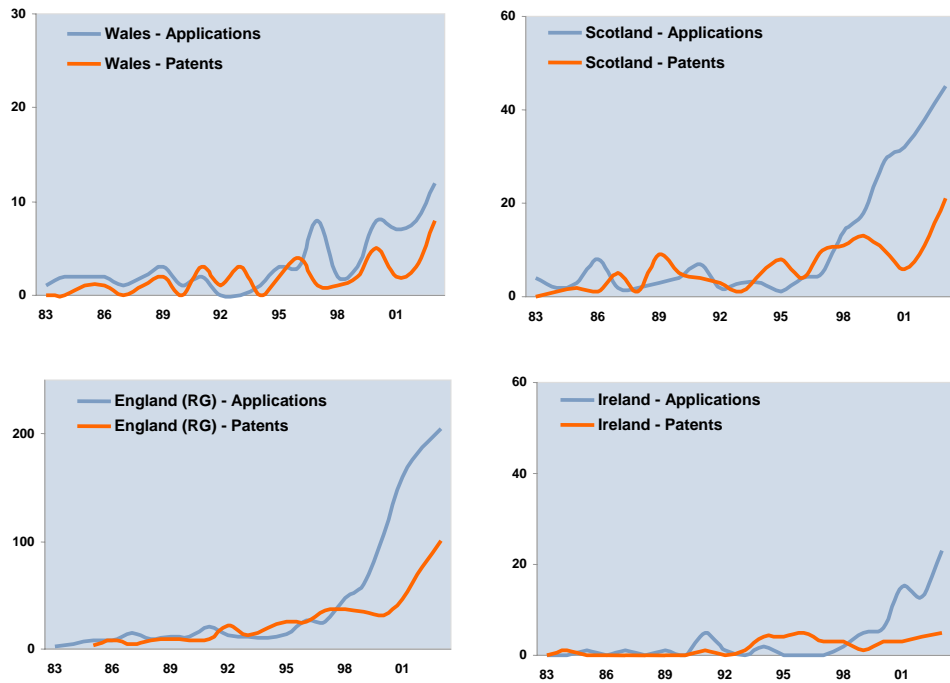 30
Wales - Applications
Wales - Patents
20
10
0
83 86 89 92 95 98 01
60
Scotland - Applications
Scotland - Patents
40
20
0
83 86 89 92 95 98 01
England (RG) - Applications
England (RG) - Patents
200
100
0
83 86 89 92 95 98 01
60
Ireland - Applications
Ireland - Patents
40
20
0
83 86 89 92 95 98 01